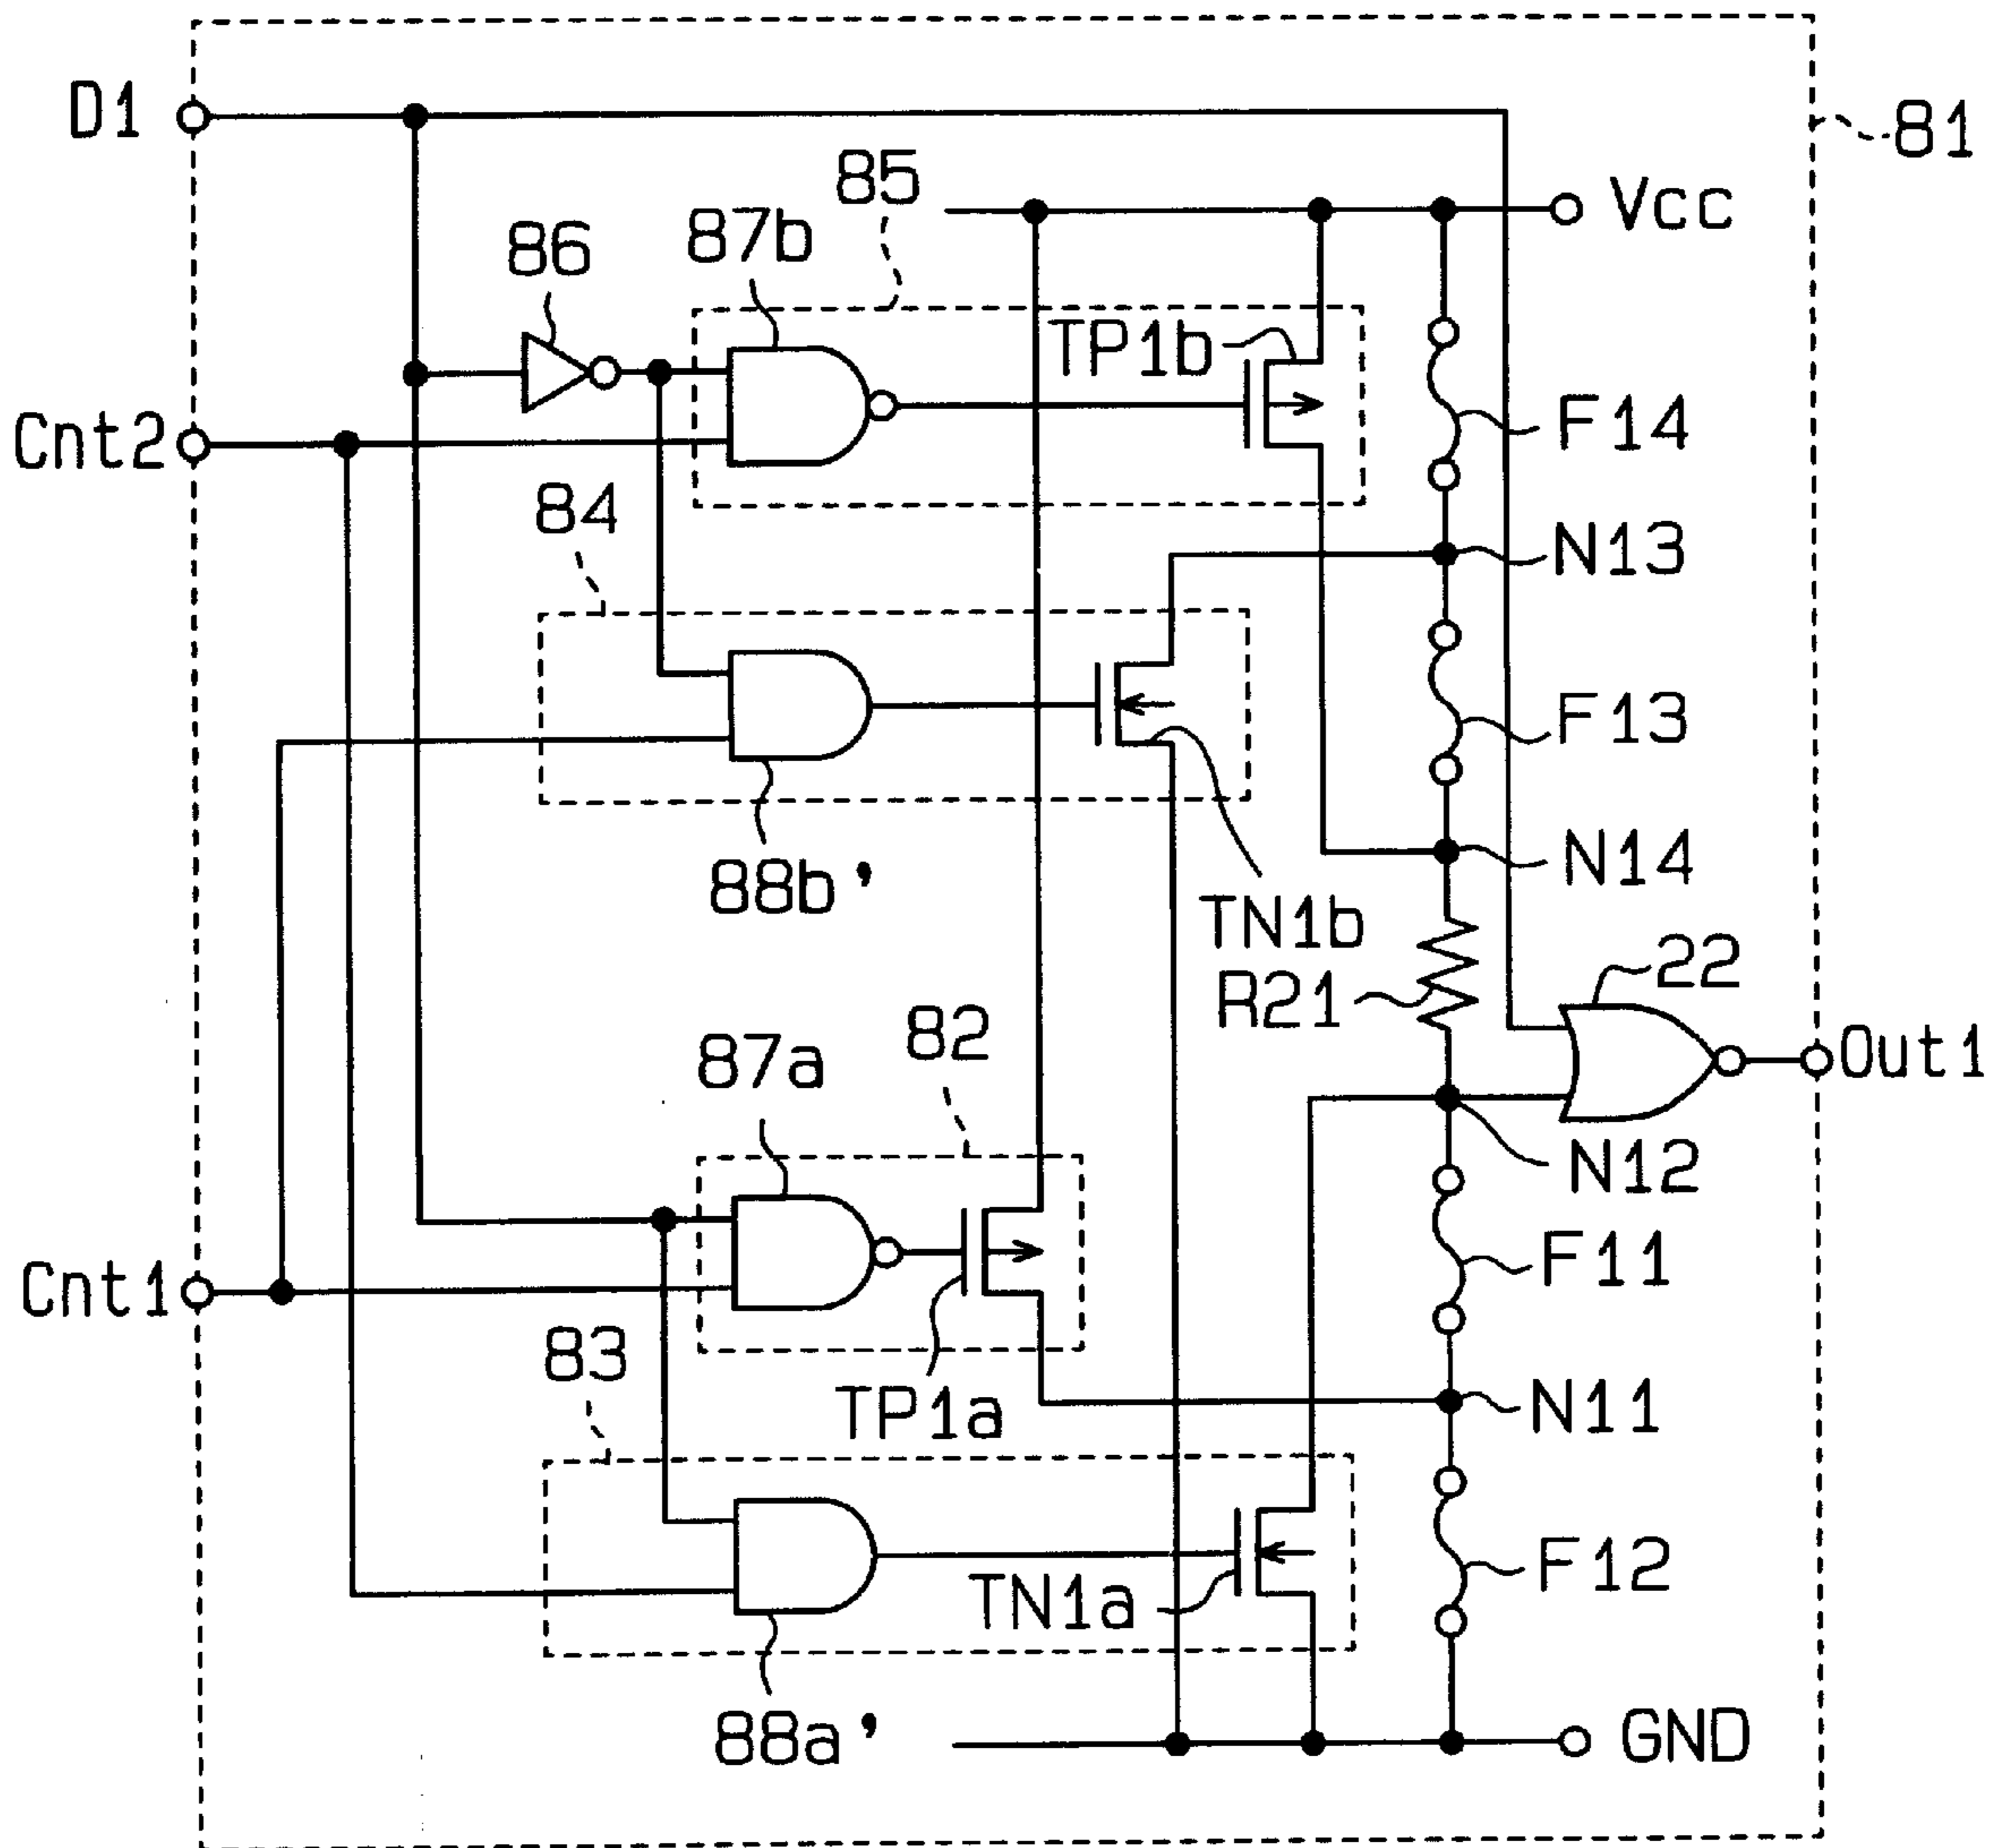 D1
81
85
Vcc
87b
86
TP1b
F14
Cnt2
84
N13
F13
88b'
N14
TN1b
22
R21
82
87a
Out1
N12
F11
Cnt1
83
TP1a
N11
F12
TN1a
88a'
GND